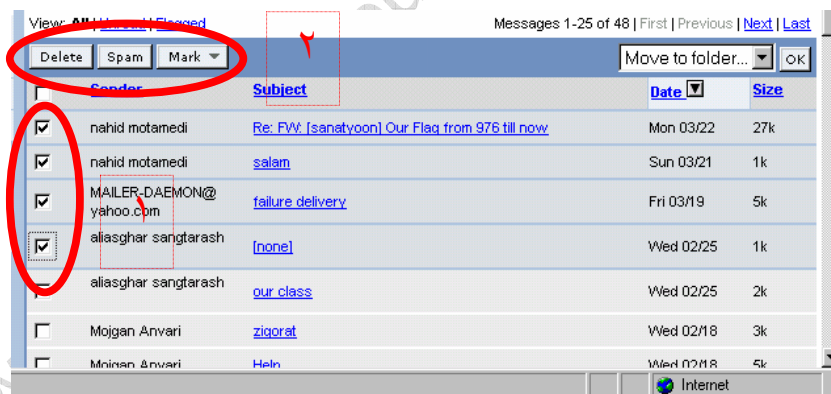 View: All | Unread | Flagged Messages 1-25 of 48 | First | Previous | Next | Last
Delete Spam Mark Move to folder... OK
۲
Sender Subject Date Size
nahid motamedi Re: FW: [sanatyoon] Our Flag from 976 till now Mon 03/22 27k
nahid motamedi salam Sun 03/21 1k
MAILER-DAEMON@
yahoo.com failure delivery Fri 03/19 5k
۱
aliasghar sangtarash [none] Wed 02/25 1k
aliasghar sangtarash our class Wed 02/25 2k
Mojgan Anvari zigorat Wed 02/18 3k
Mojgan Anvari Help Wed 02/18 5k
Internet